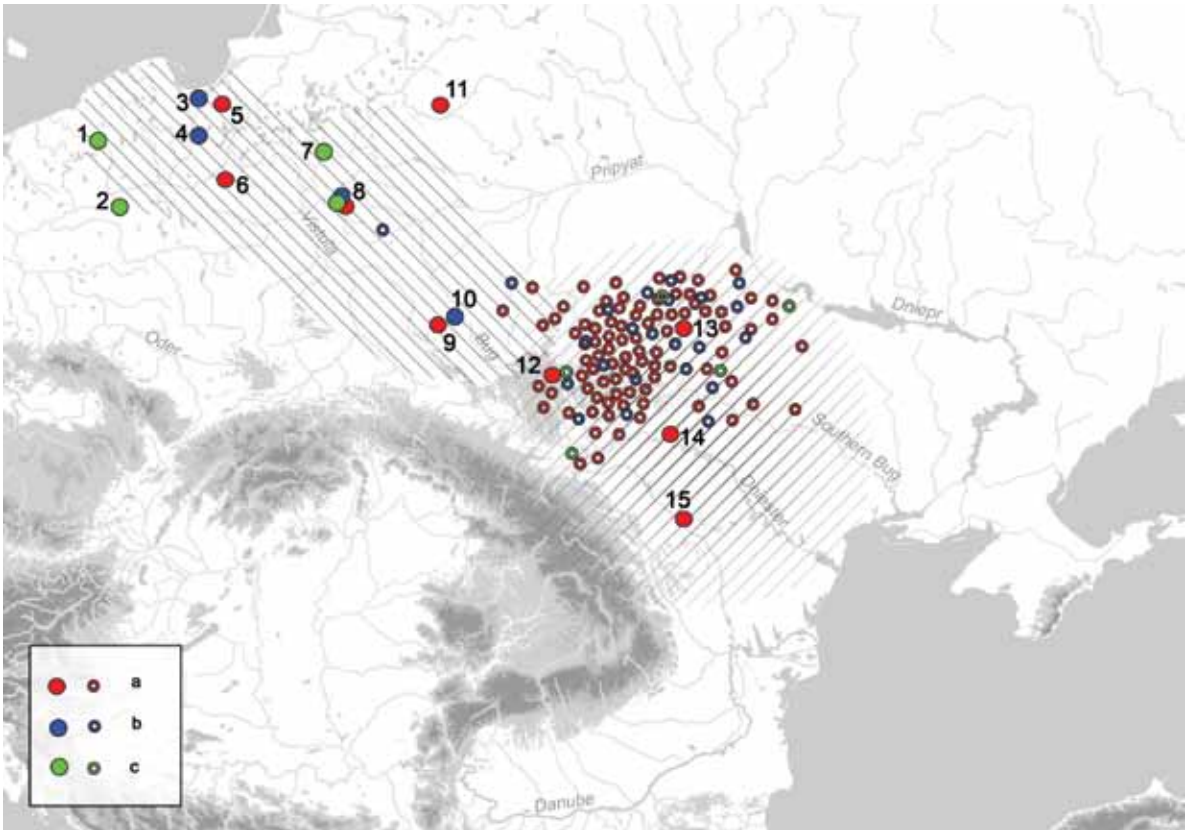 3
5
11
1
4
7
Pripyat
6
8
2
Vistula
10
Dniepr
13
9
Bug
Oder
12
14
Southern Bug
Dniester
15
a
b
c
Danube